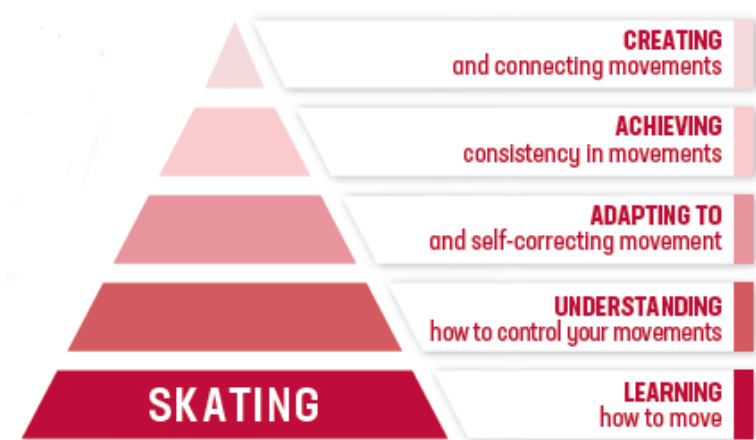 CREATING
and connecting movements
ACHIEVING
consistency in movements
ADAPTING TO
and self-correcting movement
UNDERSTANDING
how to control your movements
SKATING
LEARNING
how to move